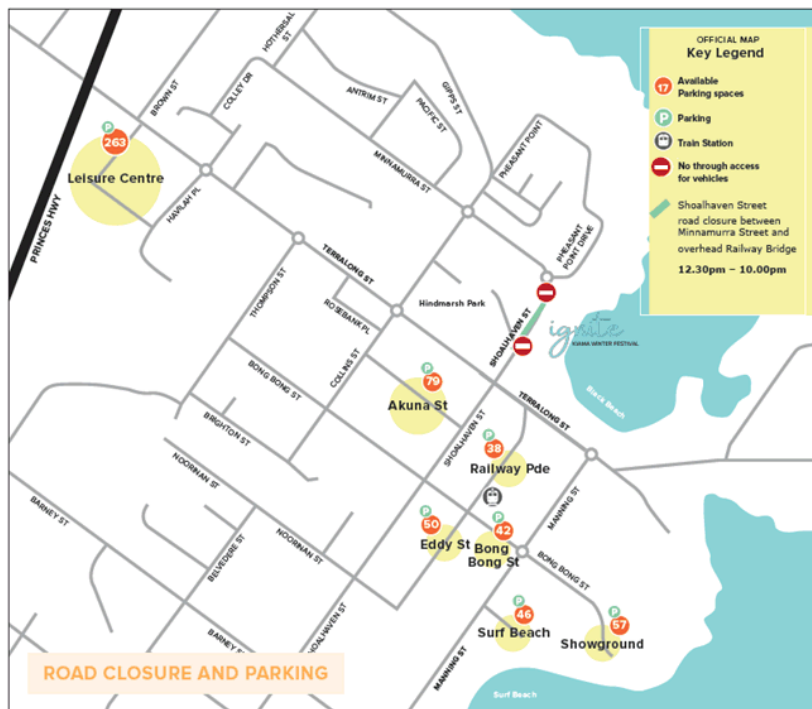 OFFICIAL MAP
Key Legend
17
Available
Parking spaces
P
Parking
Train Station
No through access
for vehicles
Shoalhaven Street
road closure between
Minnamurra Street and
overhead Railway Bridge
12.30pm – 10.00pm
HOTHERSAL
ST
BROWN ST
COLLEY DR
ANTRIM ST
GIPPS ST
PACIFIC ST
P
263
Leisure Centre
MINNAMURRA ST
PHEASANT POINT
HAVILAH PL
PRINCES HWY
PHEASANT
POINT DRIVE
TERRALONG ST
THOMPSON ST
Hindmarsh Park
SHOALHAVEN ST
ignite
KIAMA WINTER FESTIVAL
ROSEBANK PL
COLLINS ST
BONG BONG ST
P
79
Akuna St
Black Beach
TERRALONG ST
BRIGHTON ST
SHOALHAVEN ST
P
38
Railway Pde
NOORINAN ST
MANNING ST
BARNEY ST
P
50
Eddy St
P
42
Bong
Bong St
NOORINAN ST
BELVEDERE ST
BONG BONG ST
P
46
Surf Beach
P
57
Showground
BARNEY ST
HOALHAVEN ST
MANNING ST
ROAD CLOSURE AND PARKING
Surf Beach